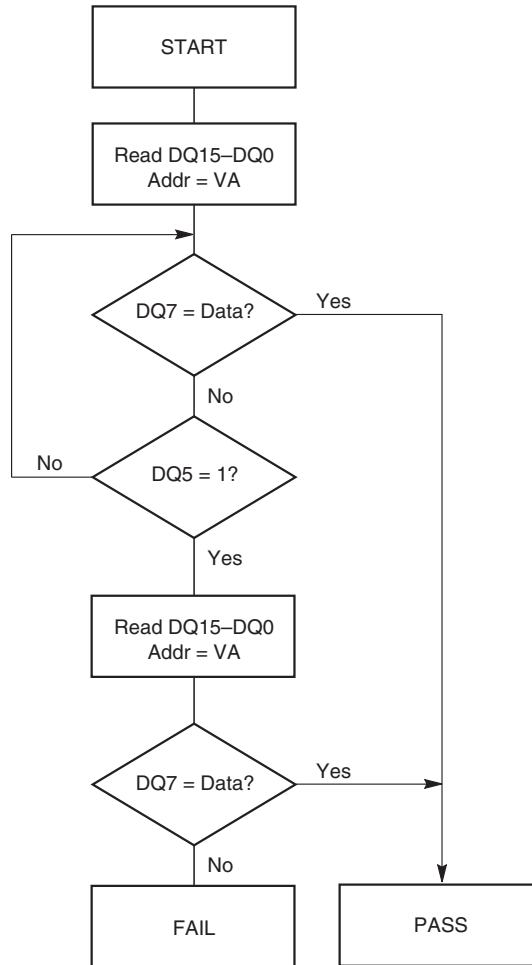 START
Read DQ15–DQ0
Addr = VA
DQ7 = Data?
Yes
No
No
DQ5 = 1?
Yes
Read DQ15–DQ0
Addr = VA
DQ7 = Data?
Yes
No
FAIL
PASS